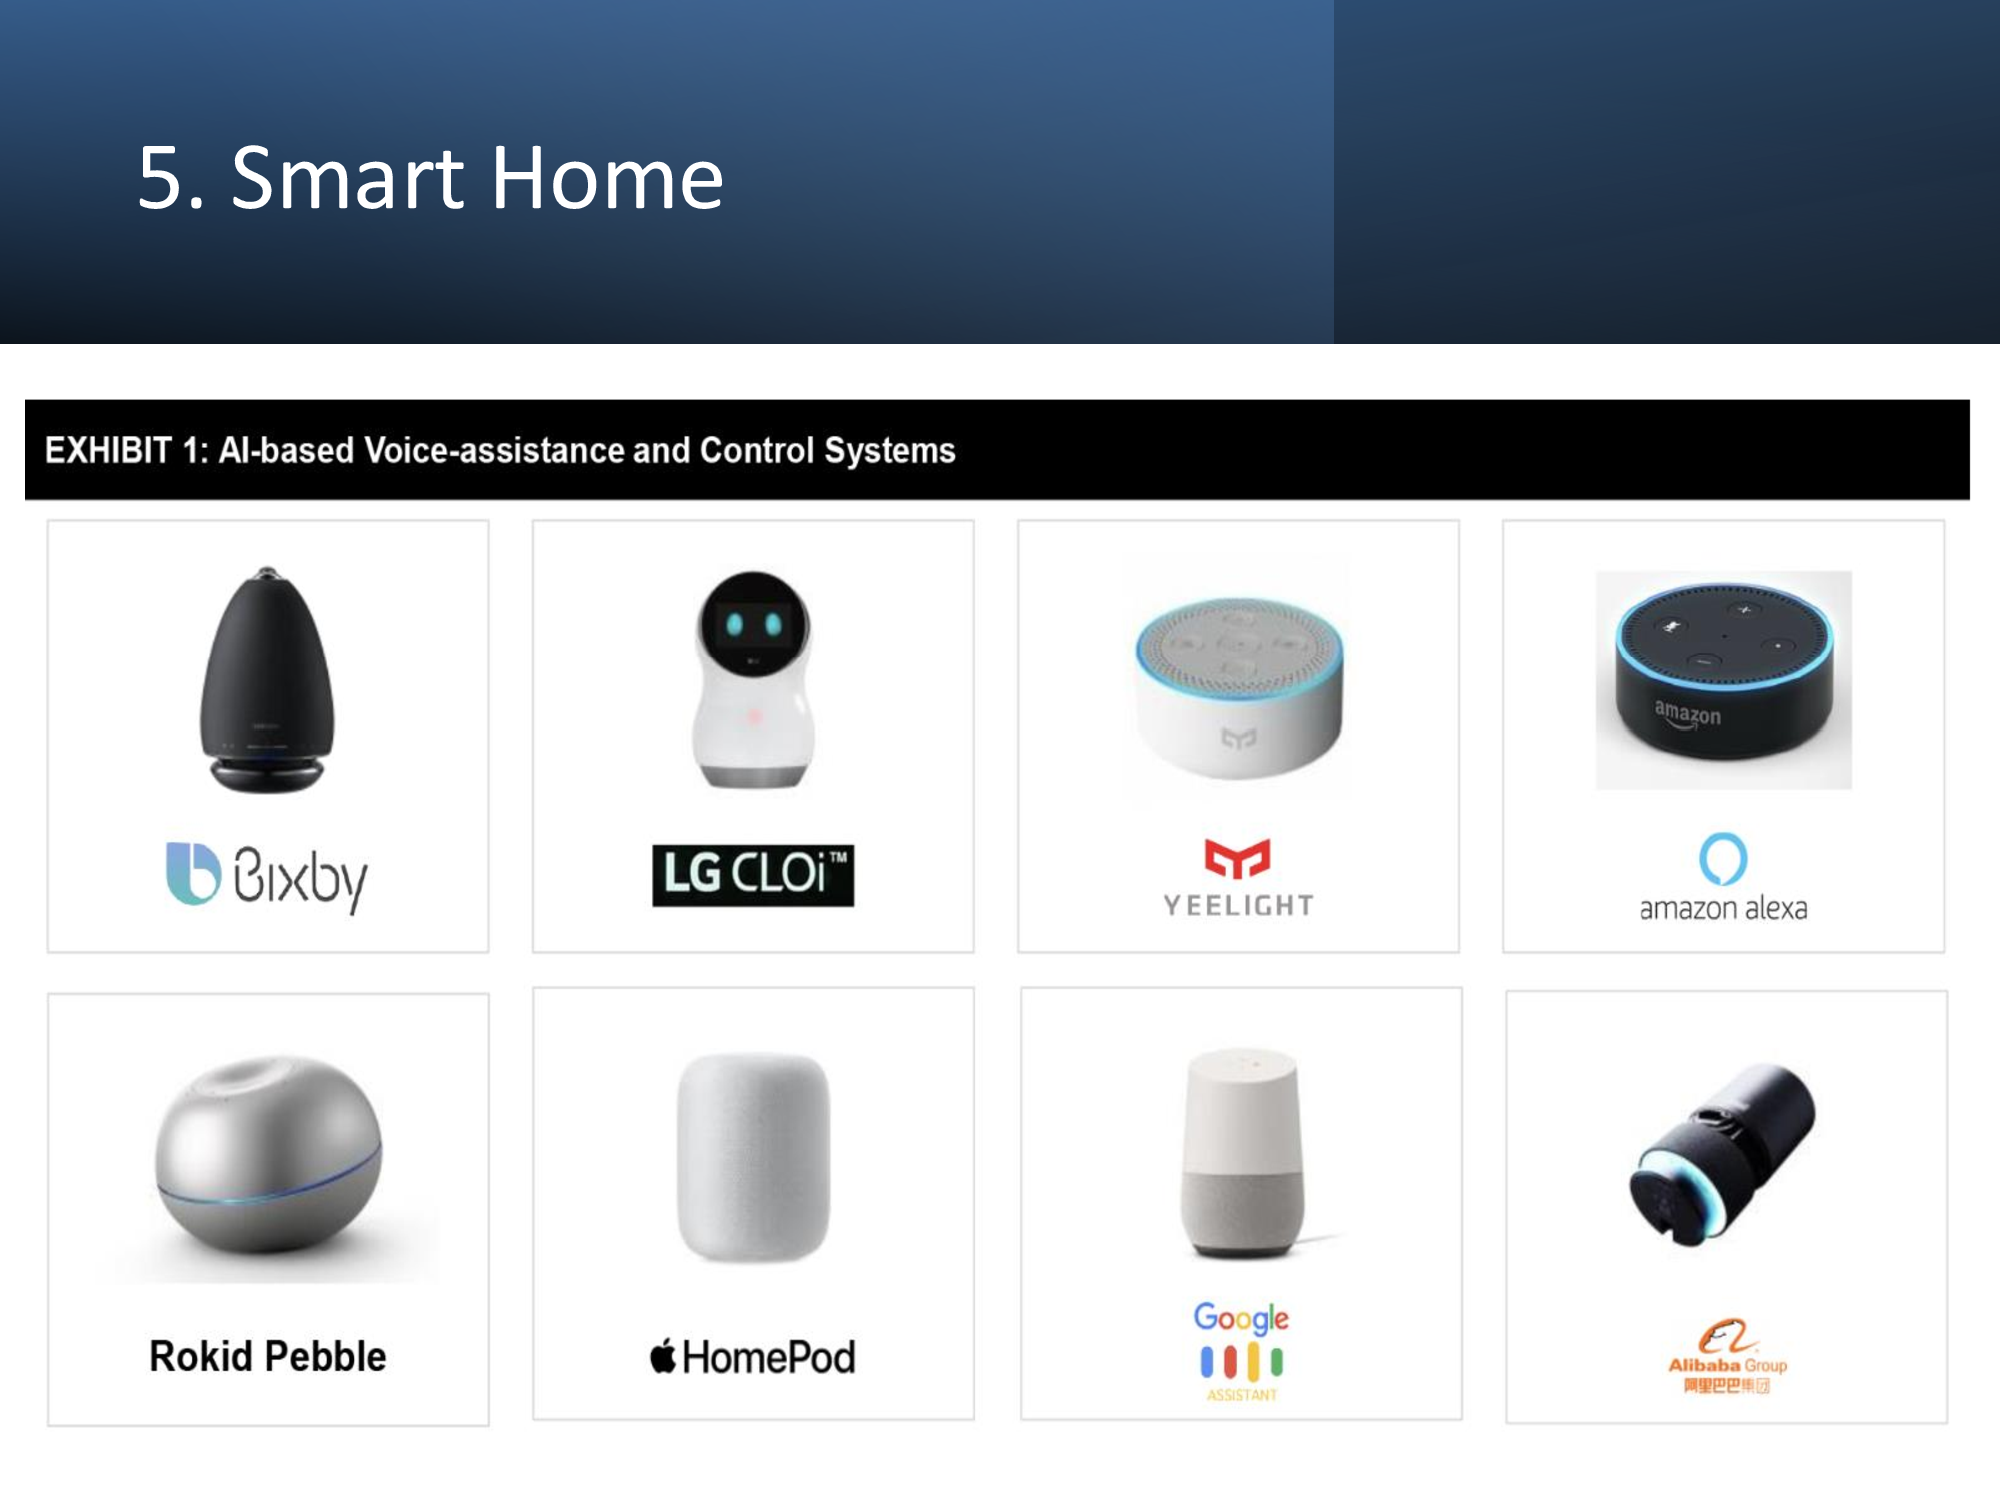 5. Smart Home
EXHIBIT 1: AI-based Voice-assistance and Control Systems
amazon
Bixby
LG CLOi™
YEELIGHT
amazon alexa
Rokid Pebble
HomePod
Google
ASSISTANT
Alibaba Group
阿里巴巴集团